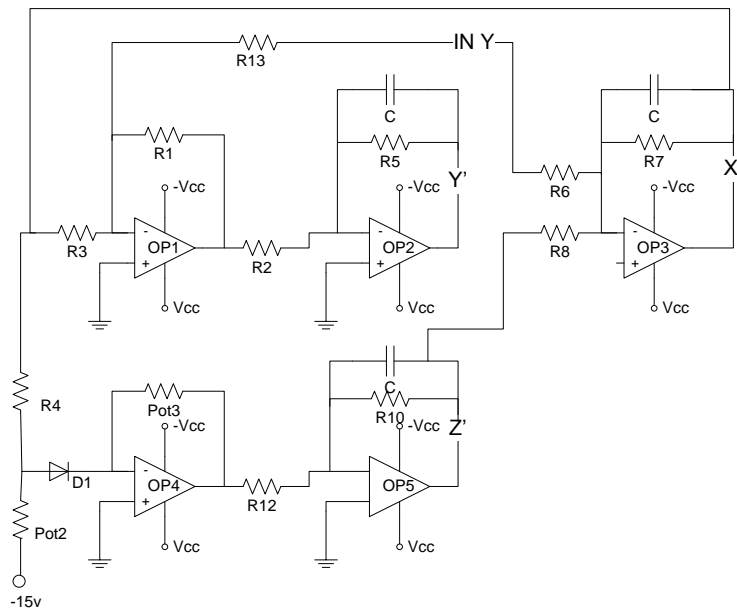 IN Y
R13
C
C
R1
R5
R7
X
-Vcc
Y'
R6
-Vcc
-Vcc
R3
-
+
OP1
R2
-
+
OP2
R8
-
+
OP3
Vcc
Vcc
Vcc
R4
Pot3
C
R10
-Vcc
-Vcc
Z'
D1
-
+
OP4
R12
-
+
OP5
Pot2
Vcc
Vcc
-15v